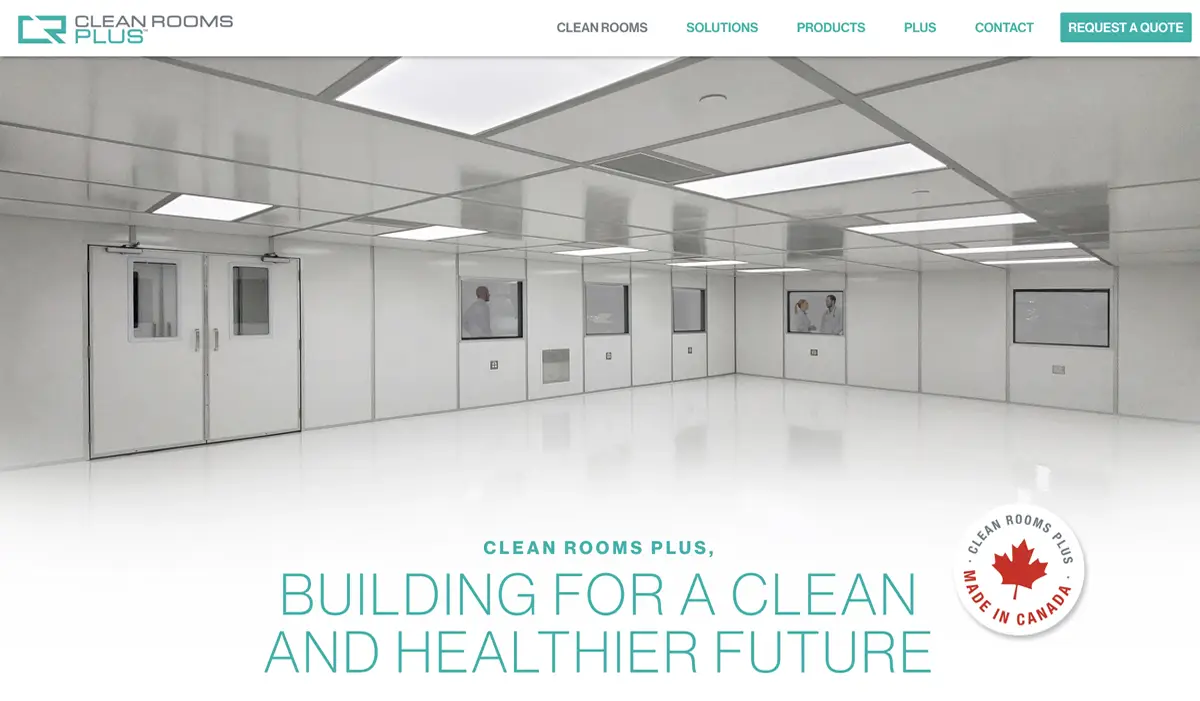 CLEAN ROOMS
PLUS™
CLEAN ROOMS
SOLUTIONS
PRODUCTS
PLUS
CONTACT
REQUEST A QUOTE
CLEAN ROOMS PLUS,
BUILDING FOR A CLEAN
AND HEALTHIER FUTURE
· CLEAN ROOMS PLUS ·
MADE IN CANADA